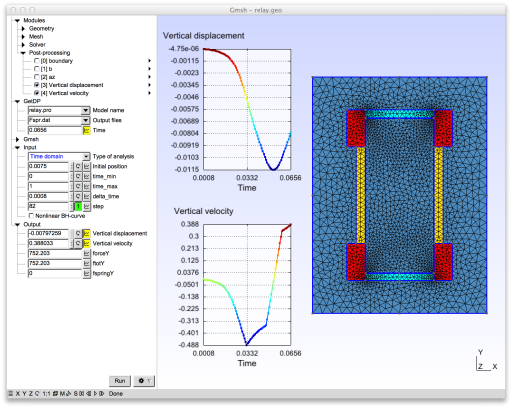 Gmsh - relay.geo
Modules
Geometry
Mesh
Solver
Post-processing
[0] boundary
[1] b
[2] az
[3] Vertical displacement
[4] Vertical velocity
GetDP
relay.pro Model name
Fspr.dat Output files
0.0656 Time
Gmsh
Input
Time domain Type of analysis
0.0075 Initial position
0 time_min
1 time_max
0.0008 delta_time
82 1 step
Nonlinear BH-curve
Output
-0.00797259 Vertical displacement
0.388033 Vertical velocity
752.203 forceY
752.203 ftotY
0 fspringY
Run
Vertical displacement
-4.75e-06
-0.00115
-0.0023
-0.00345
-0.0046
-0.00574
-0.00689
-0.00804
-0.00919
-0.0103
-0.0115
0.0008 0.0332 0.0656
Time
Vertical velocity
0.388
0.3
0.213
0.125
0.0376
-0.0501
-0.138
-0.225
-0.313
-0.401
-0.488
0.0008 0.0332 0.0656
Time
Y
Z X
X Y Z 1:1 M S Done